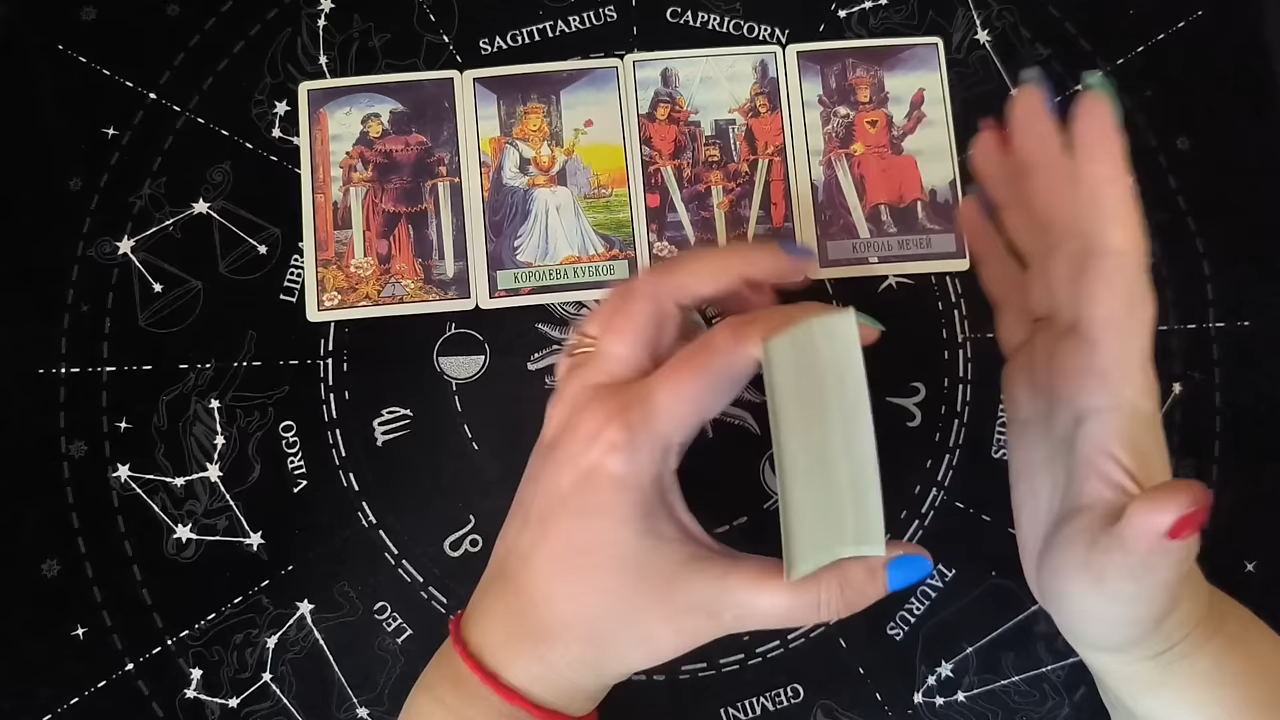 SAGITTARIUS
CAPRICORN
LIBRA
КОРОЛЕВА КУБКОВ
КОРОЛЬ МЕЧЕЙ
VIRGO
LEO
TAURUS
GEMINI